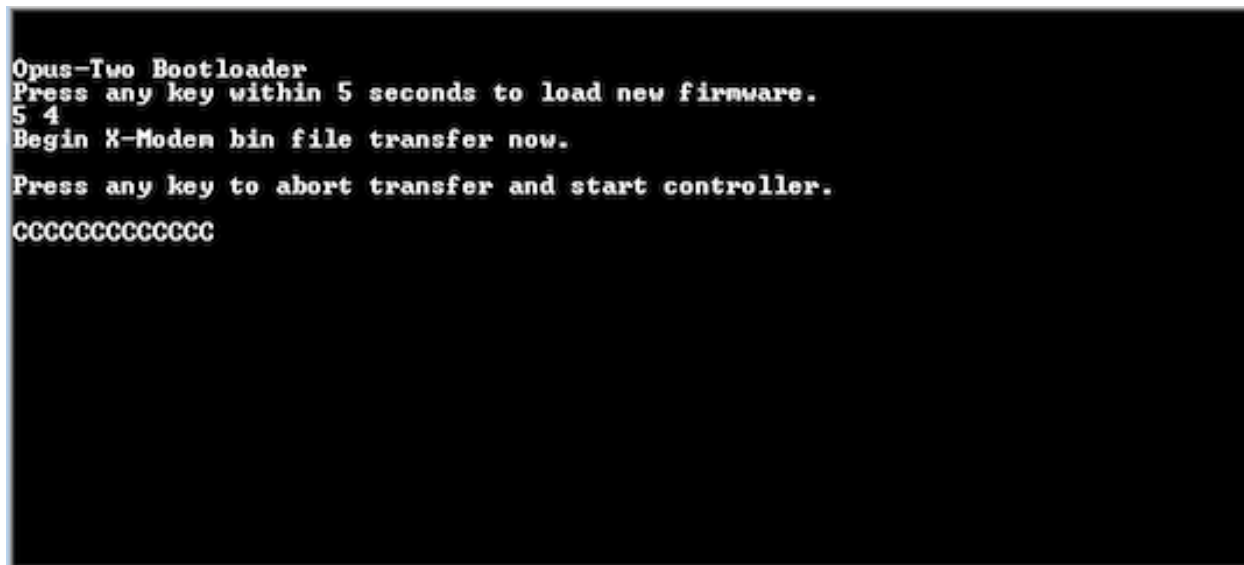 Opus-Two Bootloader
Press any key within 5 seconds to load new firmware.
5 4
Begin X-Modem bin file transfer now.
Press any key to abort transfer and start controller.
CCCCCCCCCCCCC